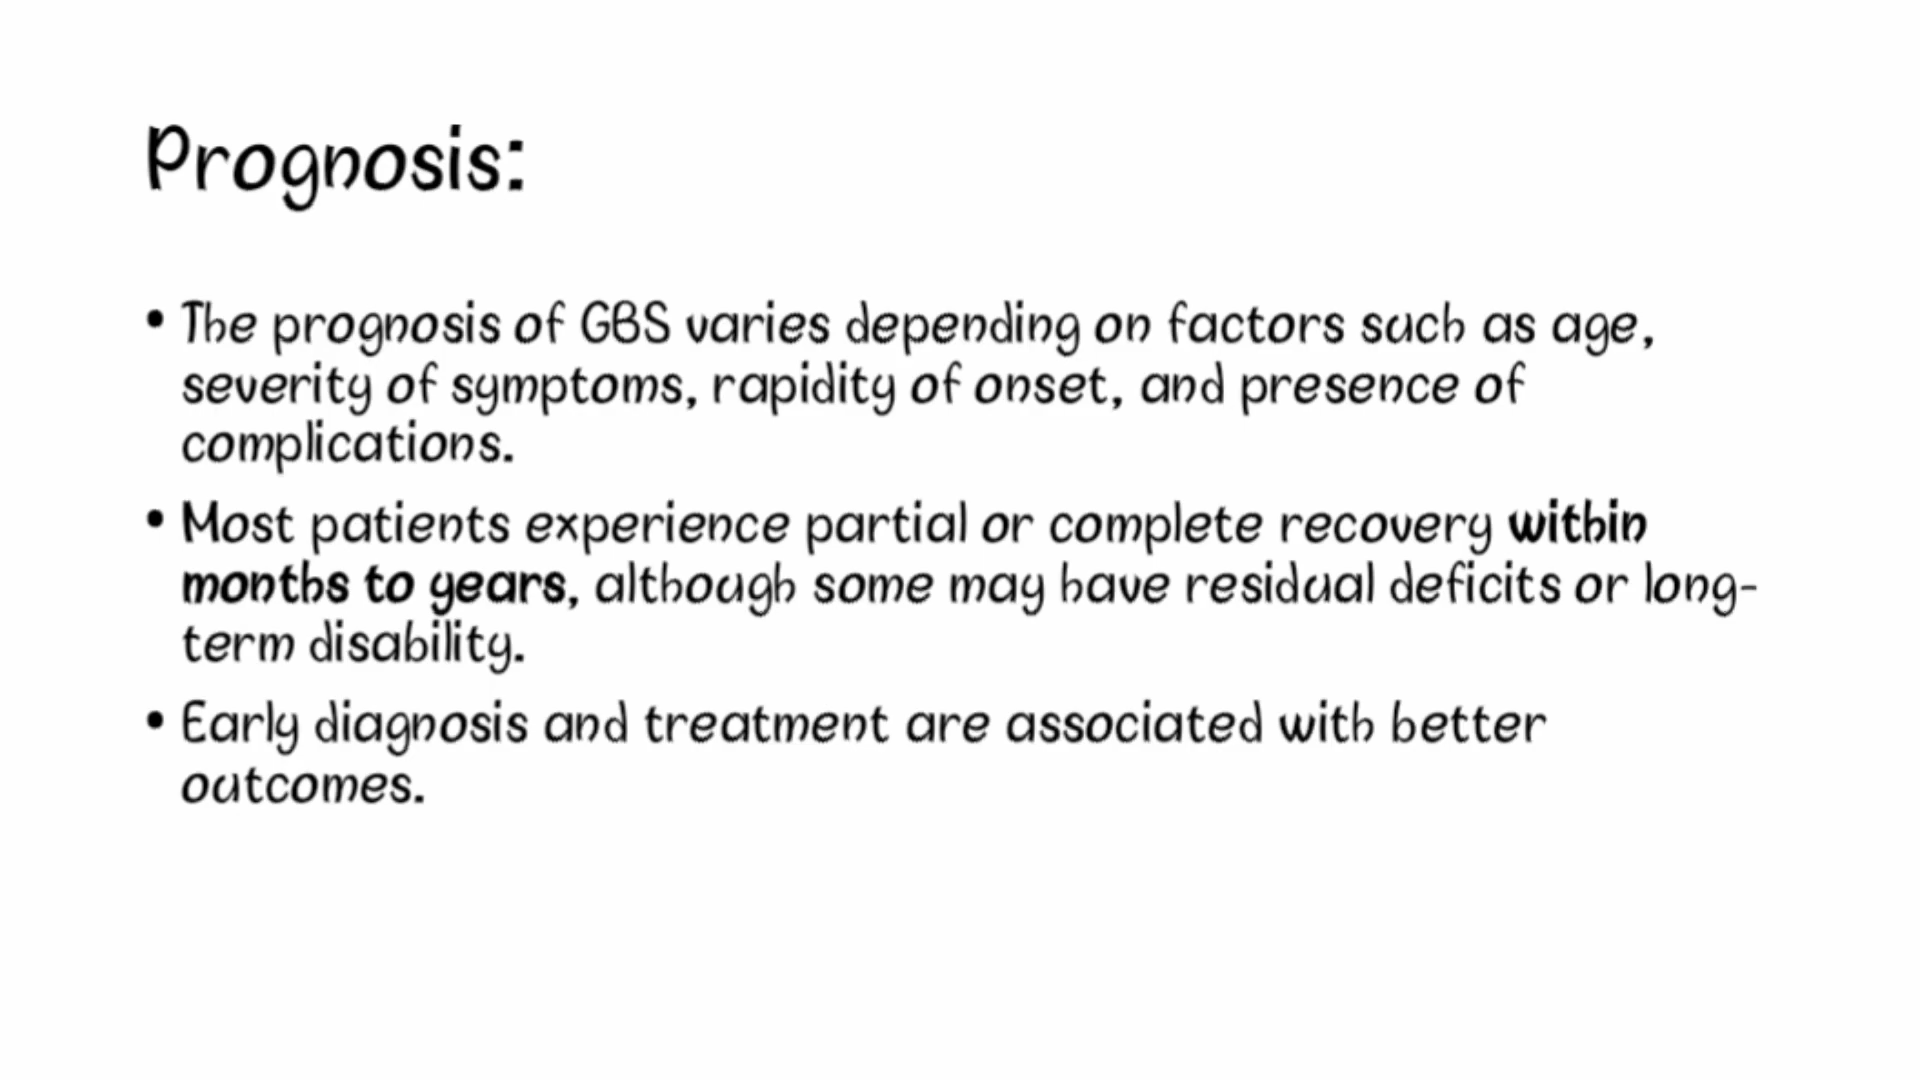 Prognosis:
• The prognosis of GBS varies depending on factors such as age,
severity of symptoms, rapidity of onset, and presence of
complications.
• Most patients experience partial or complete recovery within
months to years, although some may have residual deficits or long-
term disability.
• Early diagnosis and treatment are associated with better
outcomes.